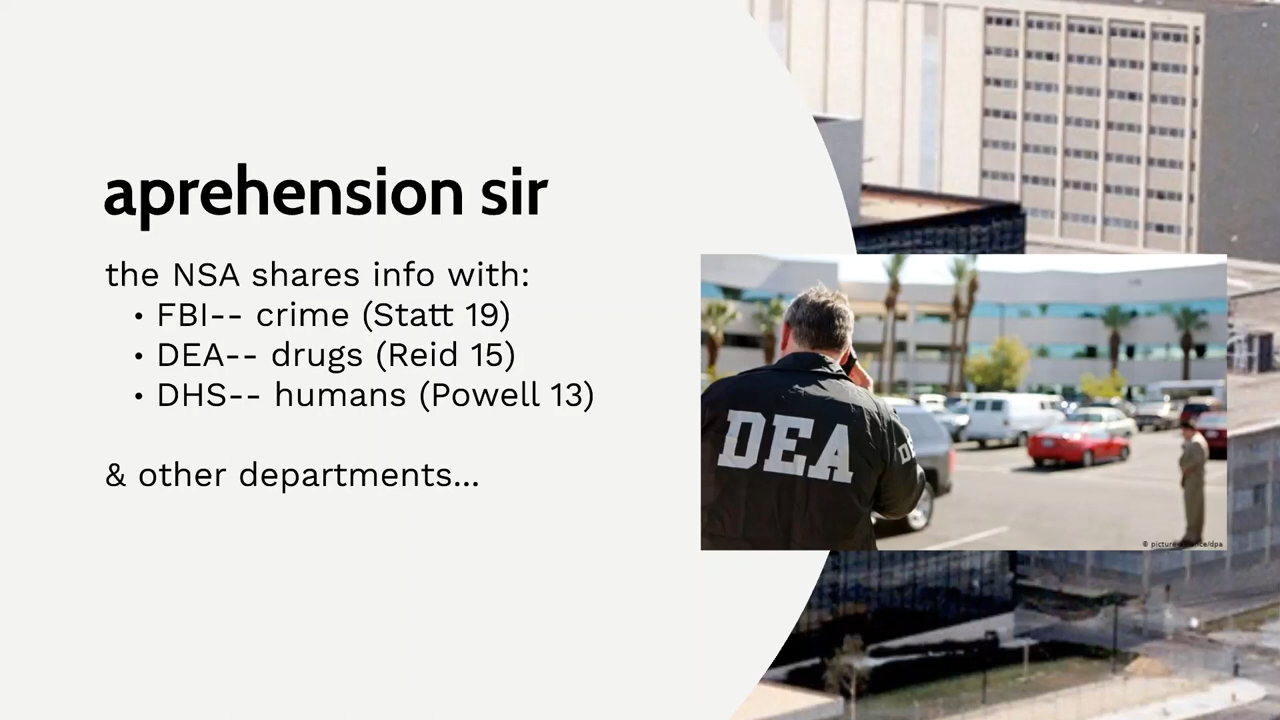 aprehension sir
the NSA shares info with:
• FBI-- crime (Statt 19)
• DEA-- drugs (Reid 15)
• DHS-- humans (Powell 13)
& other departments...
DEA
DE
© picture alliance/dpa